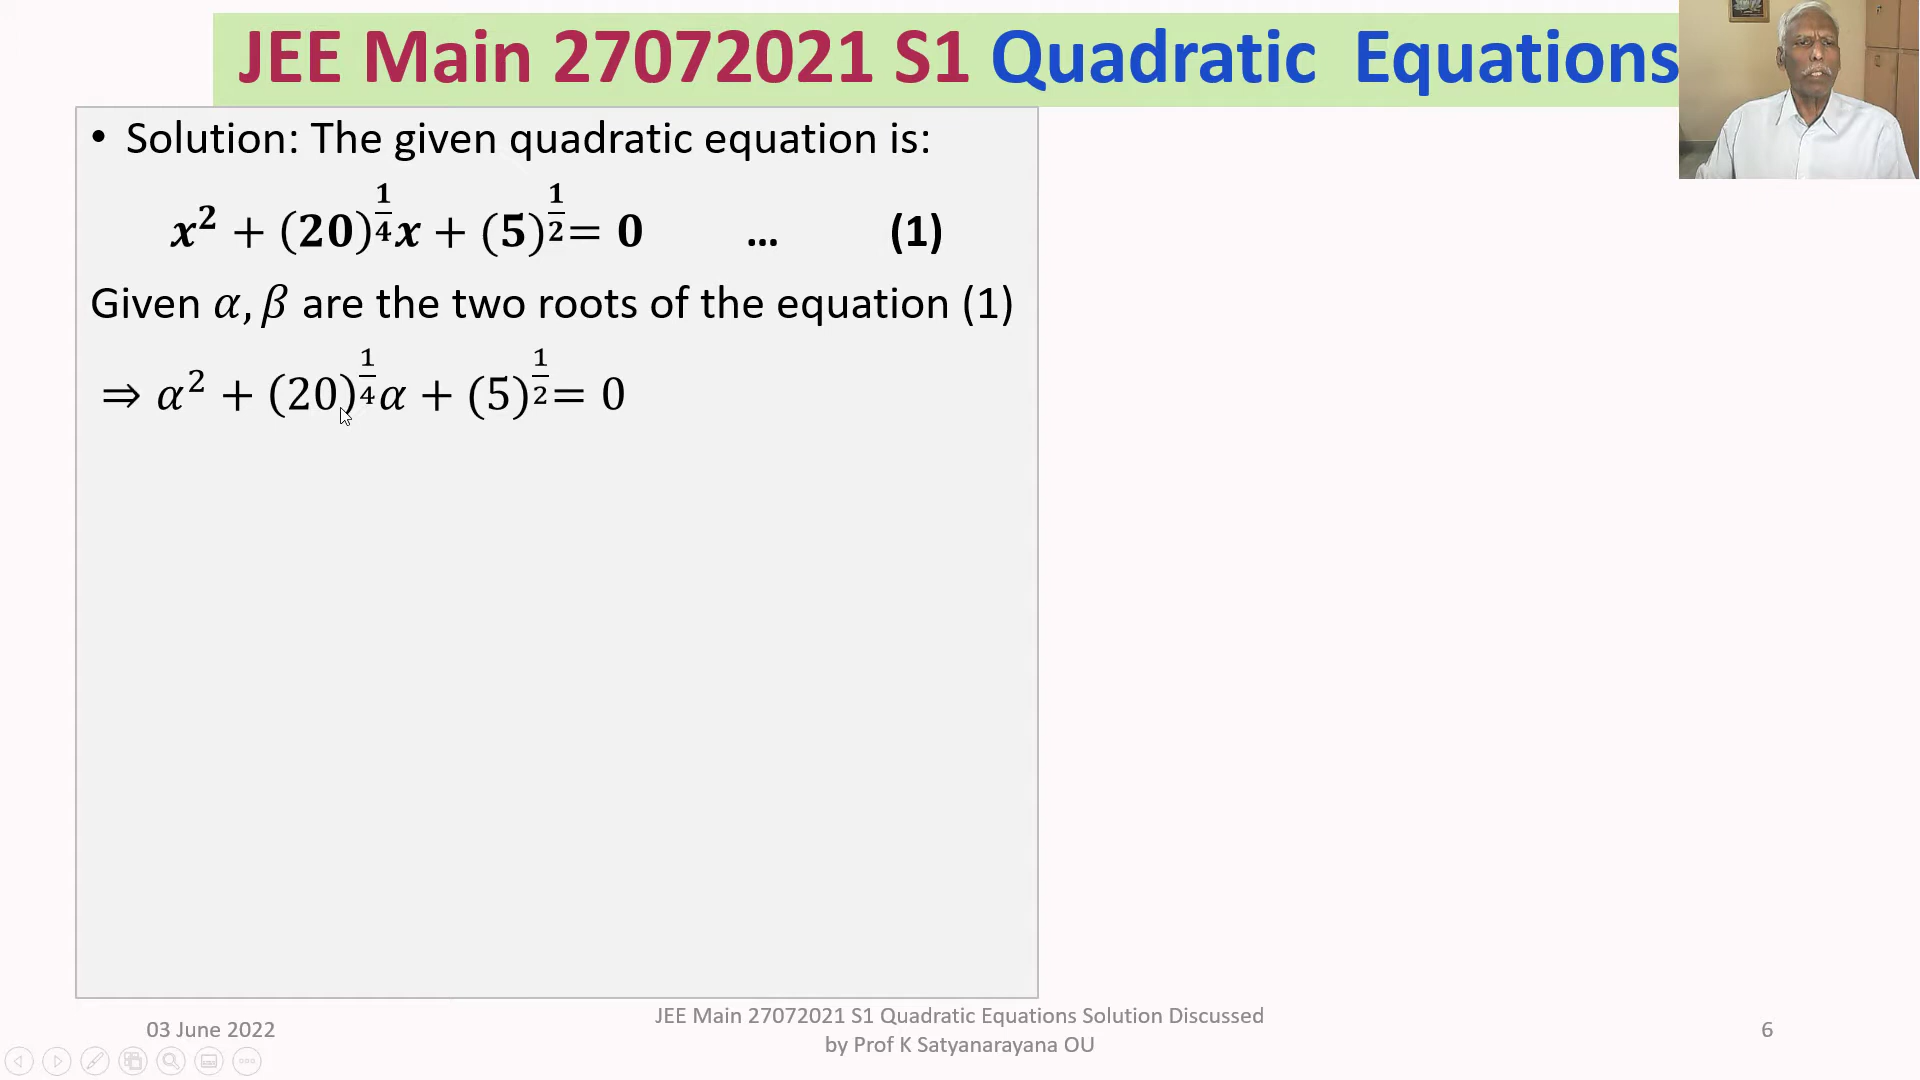 JEE Main 27072021 S1 Quadratic Equations
• Solution: The given quadratic equation is:
x² + (20)^{1/4}x + (5)^{1/2}= 0 … (1)
Given α, β are the two roots of the equation (1)
⇒ α² + (20)^{1/4}α + (5)^{1/2}= 0
03 June 2022
JEE Main 27072021 S1 Quadratic Equations Solution Discussed
by Prof K Satyanarayana OU
6